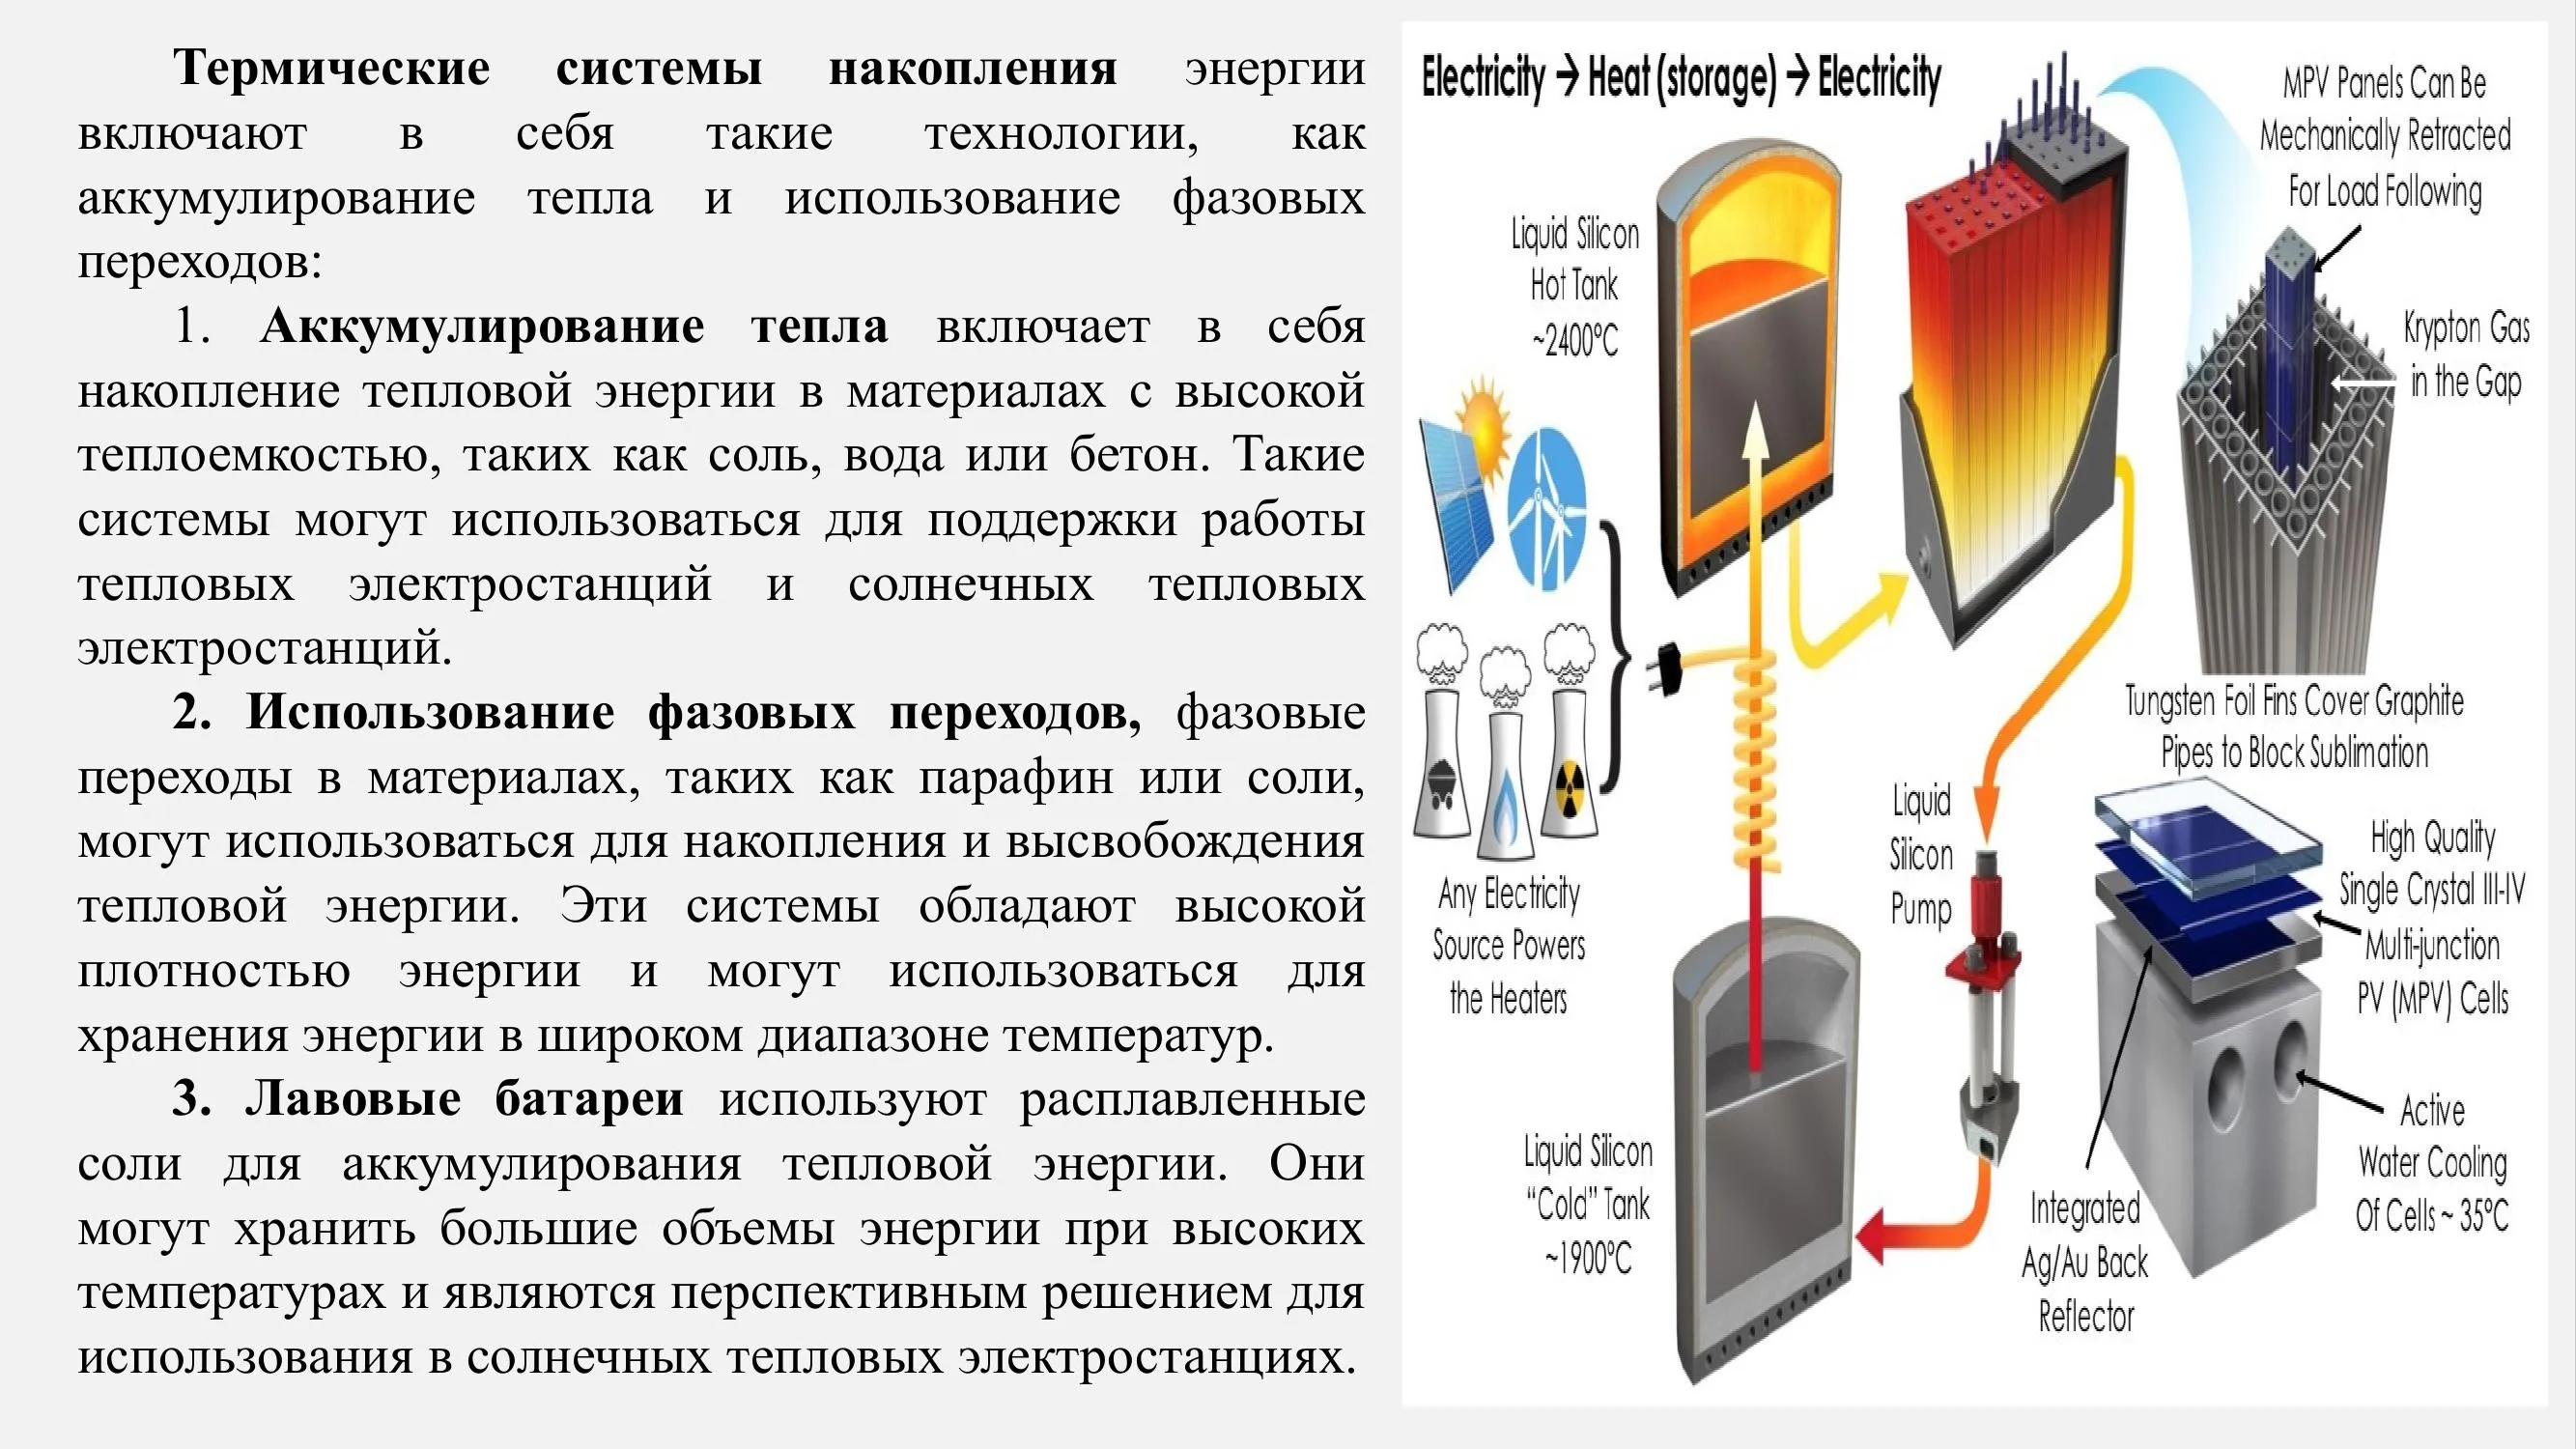 Термические системы накопления энергии
включают в себя такие технологии, как
аккумулирование тепла и использование фазовых
переходов:
1. Аккумулирование тепла включает в себя
накопление тепловой энергии в материалах с высокой
теплоемкостью, таких как соль, вода или бетон. Такие
системы могут использоваться для поддержки работы
тепловых электростанций и солнечных тепловых
электростанций.
2. Использование фазовых переходов, фазовые
переходы в материалах, таких как парафин или соли,
могут использоваться для накопления и высвобождения
тепловой энергии. Эти системы обладают высокой
плотностью энергии и могут использоваться для
хранения энергии в широком диапазоне температур.
3. Лавовые батареи используют расплавленные
соли для аккумулирования тепловой энергии. Они
могут хранить большие объемы энергии при высоких
температурах и являются перспективным решением для
использования в солнечных тепловых электростанциях.
Electricity → Heat (storage) → Electricity
MPV Panels Can Be
Mechanically Retracted
For Load Following
Liquid Silicon
Hot Tank
~2400ºC
Krypton Gas
in the Gap
Tungsten Foil Fins Cover Graphite
Pipes to Block Sublimation
Any Electricity
Source Powers
the Heaters
Liquid
Silicon
Pump
High Quality
Single Crystal III-IV
Multi-junction
PV (MPV) Cells
Active
Water Cooling
Of Cells ~ 35ºC
Liquid Silicon
“Cold” Tank
~1900ºC
Integrated
Ag/Au Back
Reflector